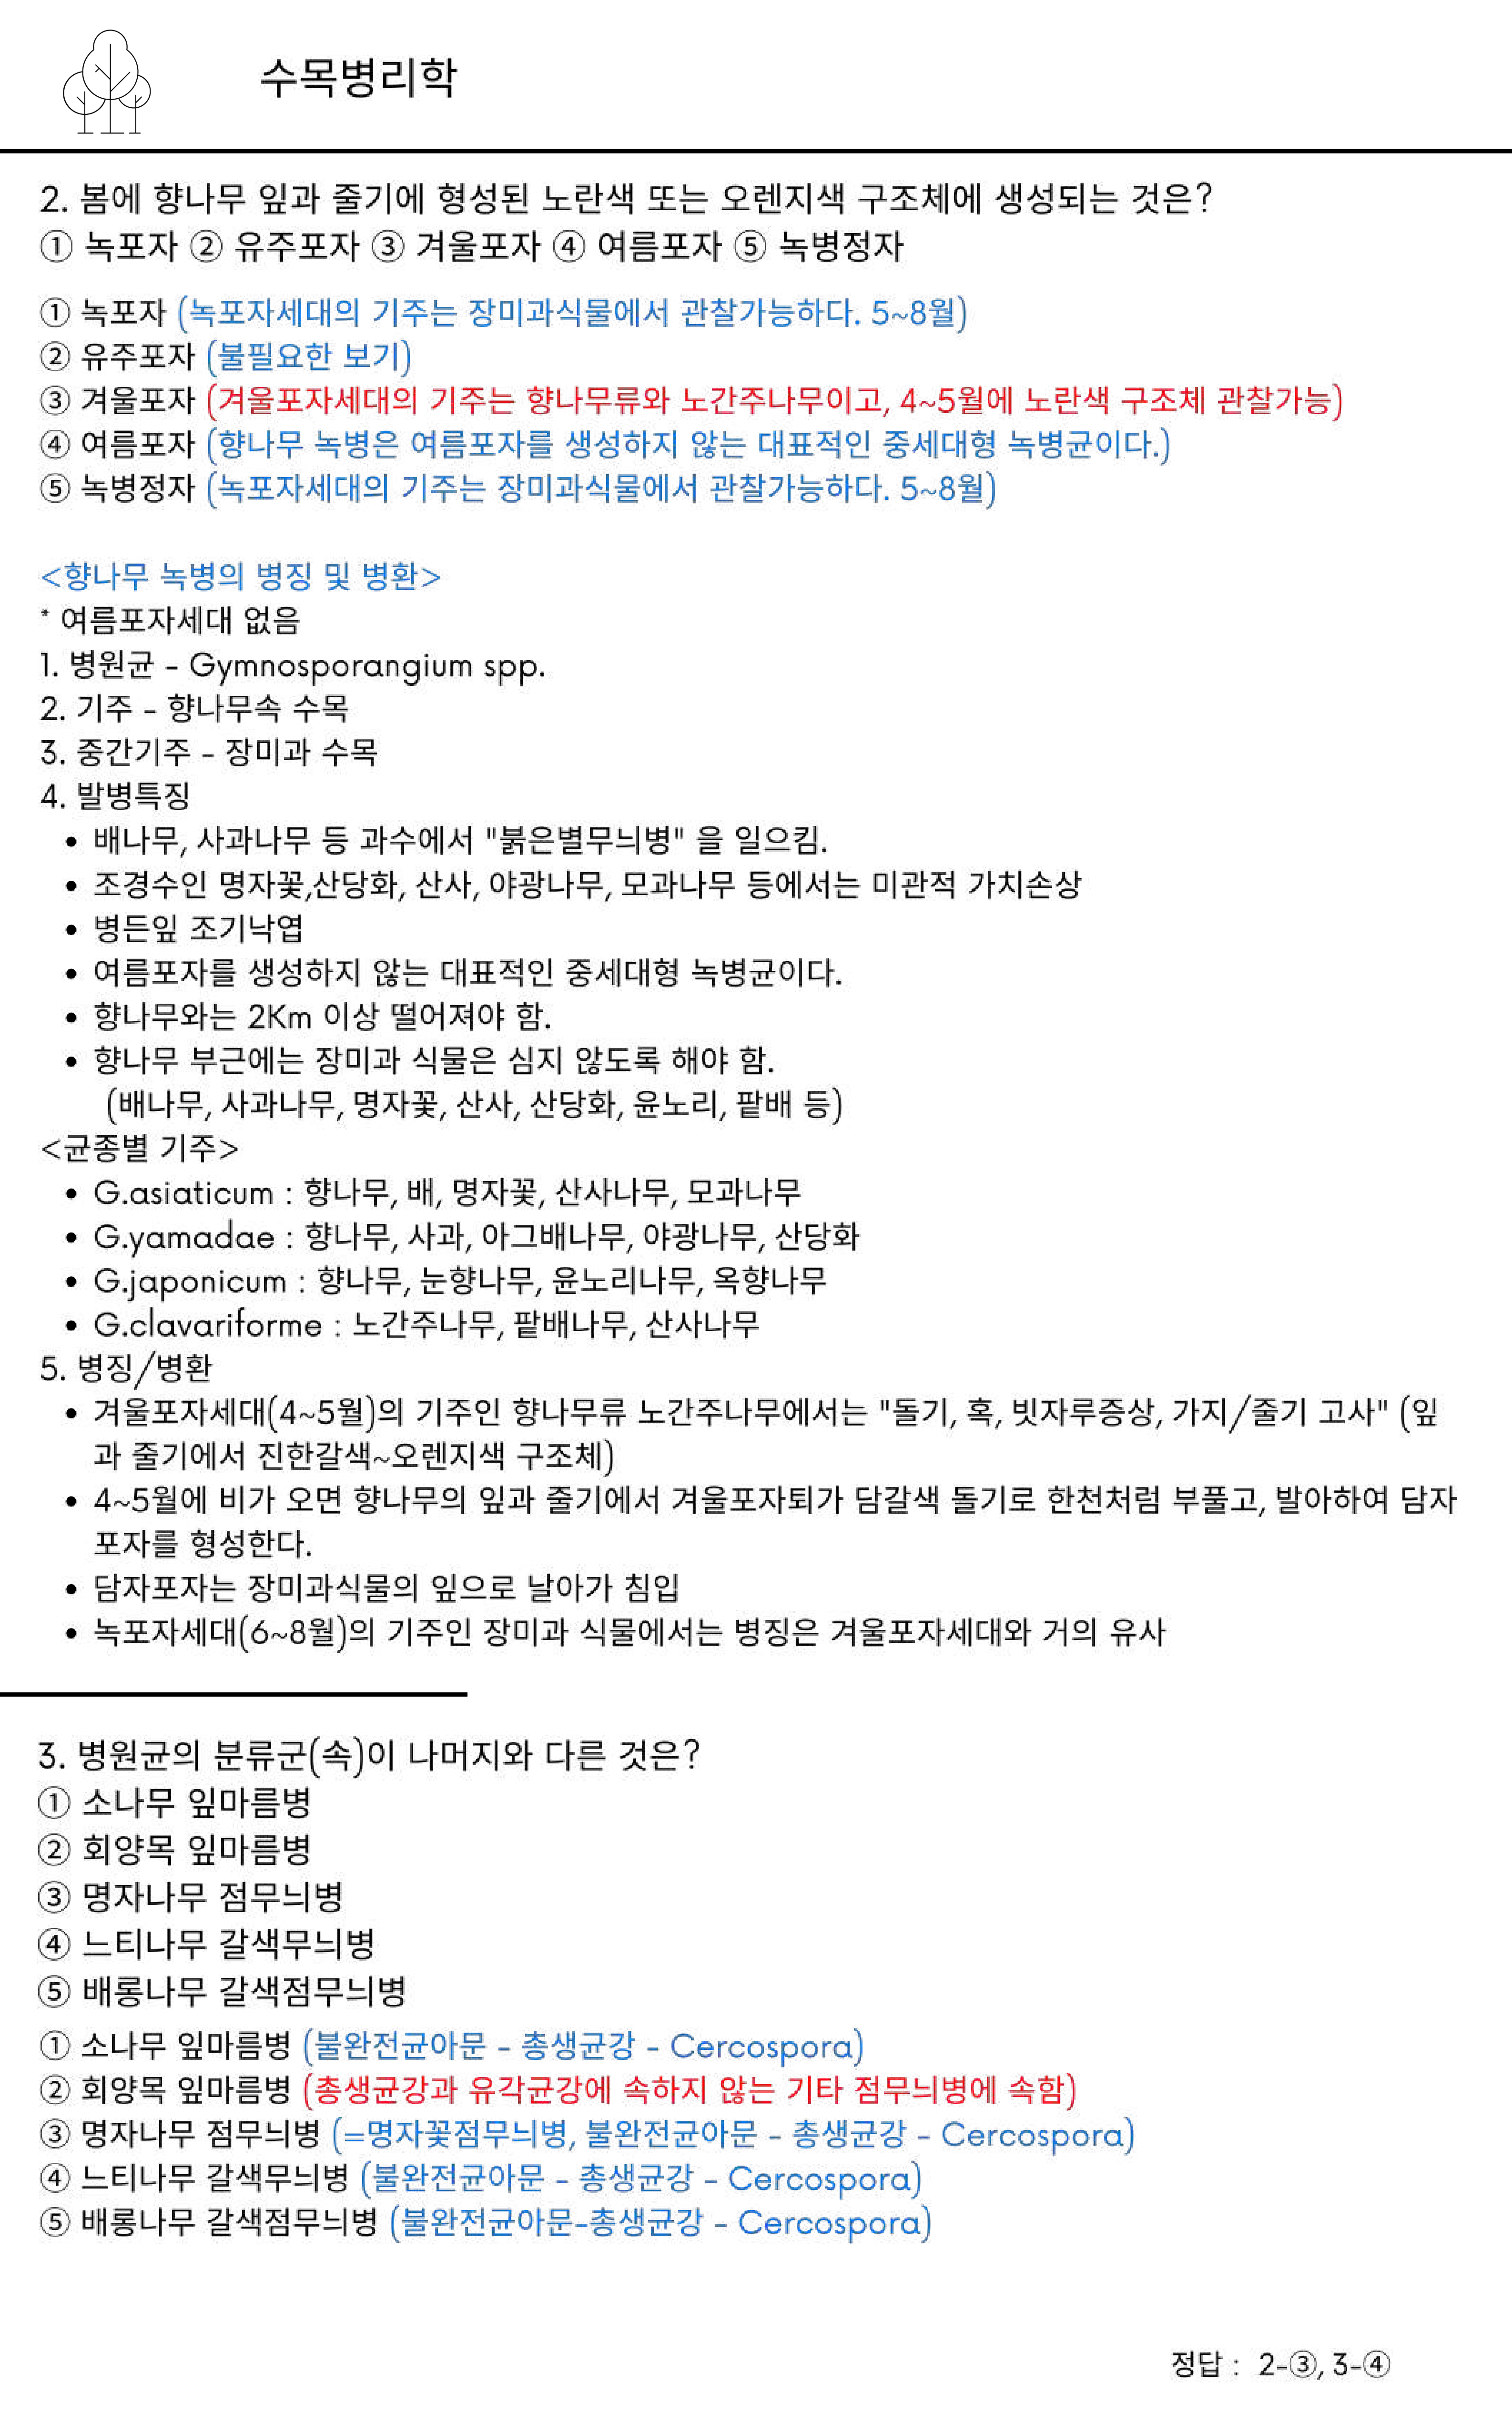 수목병리학
2. 봄에 향나무 잎과 줄기에 형성된 노란색 또는 오렌지색 구조체에 생성되는 것은?
① 녹포자 ② 유주포자 ③ 겨울포자 ④ 여름포자 ⑤ 녹병정자
① 녹포자 (녹포자세대의 기주는 장미과식물에서 관찰가능하다. 5~8월)
② 유주포자 (불필요한 보기)
③ 겨울포자 (겨울포자세대의 기주는 향나무류와 노간주나무이고, 4~5월에 노란색 구조체 관찰가능)
④ 여름포자 (향나무 녹병은 여름포자를 생성하지 않는 대표적인 중세대형 녹병균이다.)
⑤ 녹병정자 (녹포자세대의 기주는 장미과식물에서 관찰가능하다. 5~8월)
<향나무 녹병의 병징 및 병환>
* 여름포자세대 없음
1. 병원균 - Gymnosporangium spp.
2. 기주 - 향나무속 수목
3. 중간기주 - 장미과 수목
4. 발병특징
• 배나무, 사과나무 등 과수에서 "붉은별무늬병" 을 일으킴.
• 조경수인 명자꽃,산당화, 산사, 야광나무, 모과나무 등에서는 미관적 가치손상
• 병든잎 조기낙엽
• 여름포자를 생성하지 않는 대표적인 중세대형 녹병균이다.
• 향나무와는 2Km 이상 떨어져야 함.
• 향나무 부근에는 장미과 식물은 심지 않도록 해야 함.
(배나무, 사과나무, 명자꽃, 산사, 산당화, 윤노리, 팥배 등)
<균종별 기주>
• G.asiaticum : 향나무, 배, 명자꽃, 산사나무, 모과나무
• G.yamadae : 향나무, 사과, 아그배나무, 야광나무, 산당화
• G.japonicum : 향나무, 눈향나무, 윤노리나무, 옥향나무
• G.clavariforme : 노간주나무, 팥배나무, 산사나무
5. 병징/병환
• 겨울포자세대(4~5월)의 기주인 향나무류 노간주나무에서는 "돌기, 혹, 빗자루증상, 가지/줄기 고사" (잎
과 줄기에서 진한갈색~오렌지색 구조체)
• 4~5월에 비가 오면 향나무의 잎과 줄기에서 겨울포자퇴가 담갈색 돌기로 한천처럼 부풀고, 발아하여 담자
포자를 형성한다.
• 담자포자는 장미과식물의 잎으로 날아가 침입
• 녹포자세대(6~8월)의 기주인 장미과 식물에서는 병징은 겨울포자세대와 거의 유사
3. 병원균의 분류군(속)이 나머지와 다른 것은?
① 소나무 잎마름병
② 회양목 잎마름병
③ 명자나무 점무늬병
④ 느티나무 갈색무늬병
⑤ 배롱나무 갈색점무늬병
① 소나무 잎마름병 (불완전균아문 - 총생균강 - Cercospora)
② 회양목 잎마름병 (총생균강과 유각균강에 속하지 않는 기타 점무늬병에 속함)
③ 명자나무 점무늬병 (=명자꽃점무늬병, 불완전균아문 - 총생균강 - Cercospora)
④ 느티나무 갈색무늬병 (불완전균아문 - 총생균강 - Cercospora)
⑤ 배롱나무 갈색점무늬병 (불완전균아문-총생균강 - Cercospora)
정답 : 2-③, 3-④